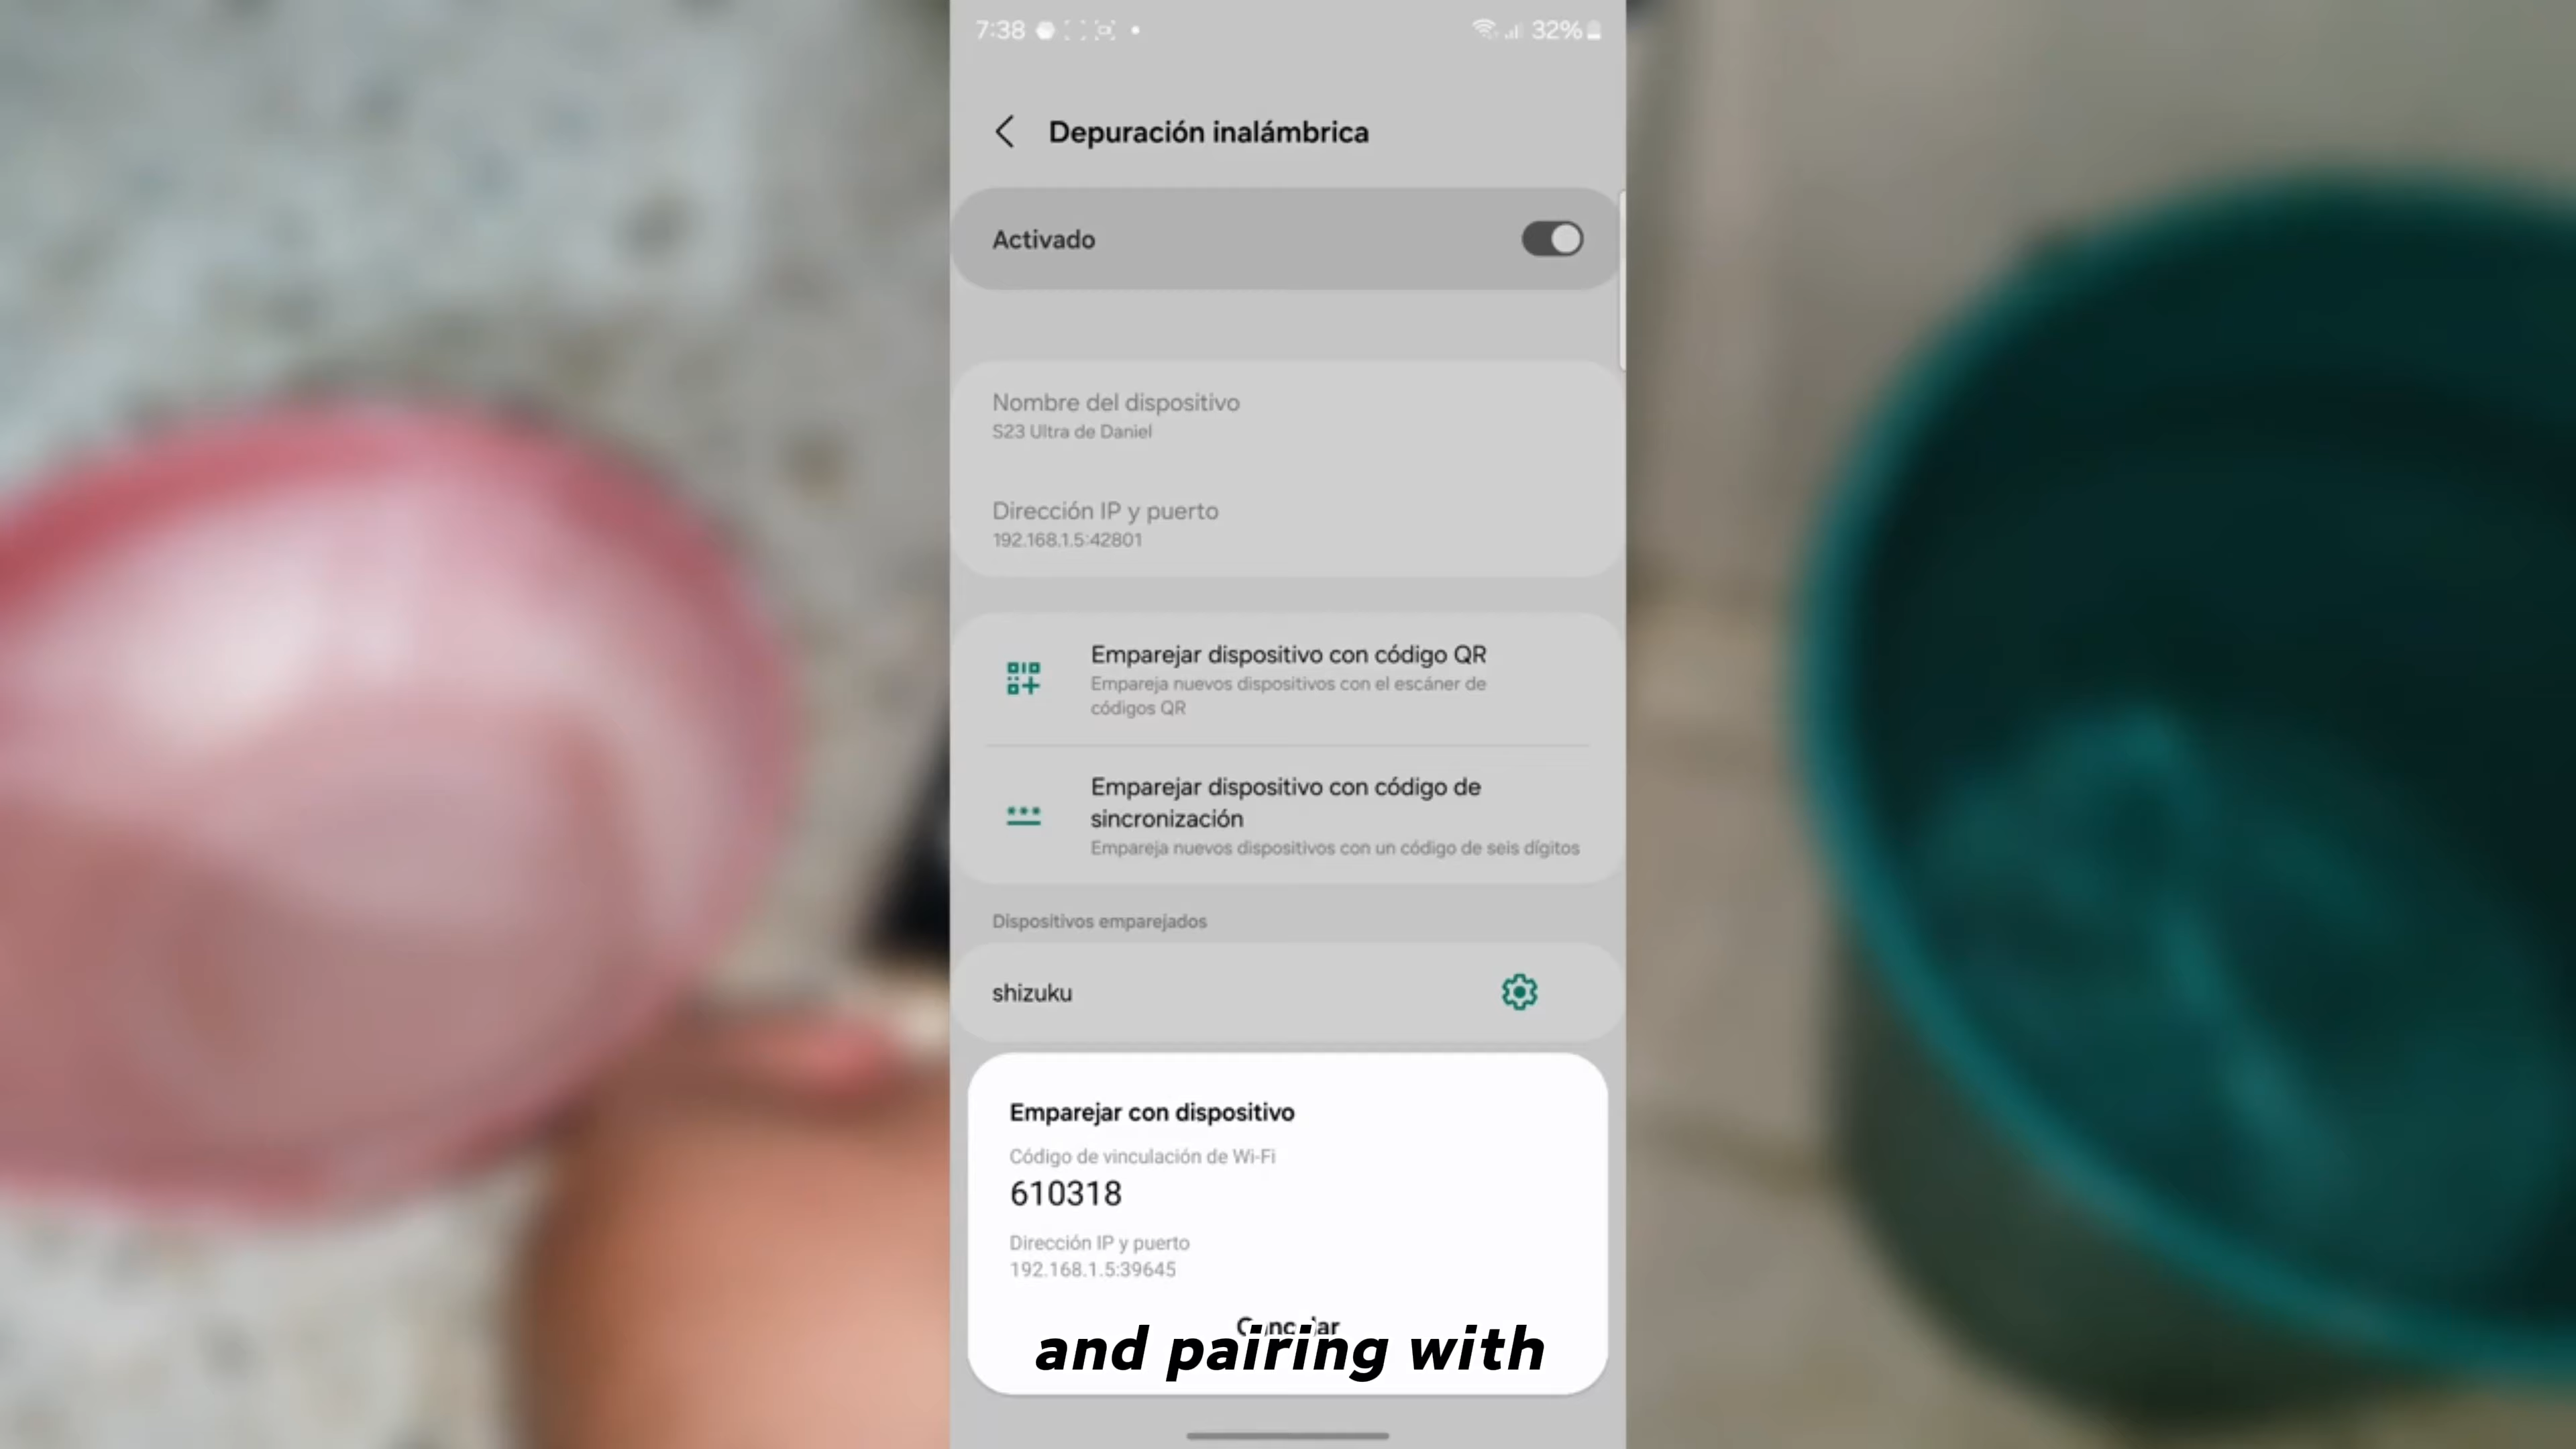 7:38
32%
Depuración inalámbrica
Activado
Nombre del dispositivo
S23 Ultra de Daniel
Dirección IP y puerto
192.168.1.5:42801
Emparejar dispositivo con código QR
Empareja nuevos dispositivos con el escáner de
códigos QR
Emparejar dispositivo con código de
sincronización
Empareja nuevos dispositivos con un código de seis dígitos
Dispositivos emparejados
shizuku
Emparejar con dispositivo
Código de vinculación de Wi-Fi
610318
Dirección IP y puerto
192.168.1.5:39645
Cancelar
and pairing with